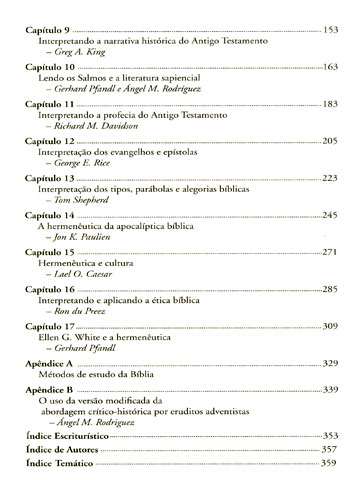 Capítulo 9 ........ 153
Interpretando a narrativa histórica do Antigo Testamento
– Greg A. King
Capítulo 10 ........ 163
Lendo os Salmos e a literatura sapiencial
– Gerhard Pfandl e Ángel M. Rodríguez
Capítulo 11 ........ 183
Interpretando a profecia do Antigo Testamento
– Richard M. Davidson
Capítulo 12 ........ 205
Interpretação dos evangelhos e epístolas
– George E. Rice
Capítulo 13 ........ 223
Interpretação dos tipos, parábolas e alegorias bíblicas
– Tom Shepherd
Capítulo 14 ........ 245
A hermenêutica da apocalíptica bíblica
– Jon K. Paulien
Capítulo 15 ........ 271
Hermenêutica e cultura
– Lael O. Caesar
Capítulo 16 ........ 285
Interpretando e aplicando a ética bíblica
– Ron du Preez
Capítulo 17 ........ 309
Ellen G. White e a hermenêutica
– Gerhard Pfandl
Apêndice A ........ 329
Métodos de estudo da Bíblia
Apêndice B ........ 339
O uso da versão modificada da
abordagem crítico-histórica por eruditos adventistas
– Ángel M. Rodriguez
Índice Escriturístico ........ 353
Índice de Autores ........ 357
Índice Temático ........ 359